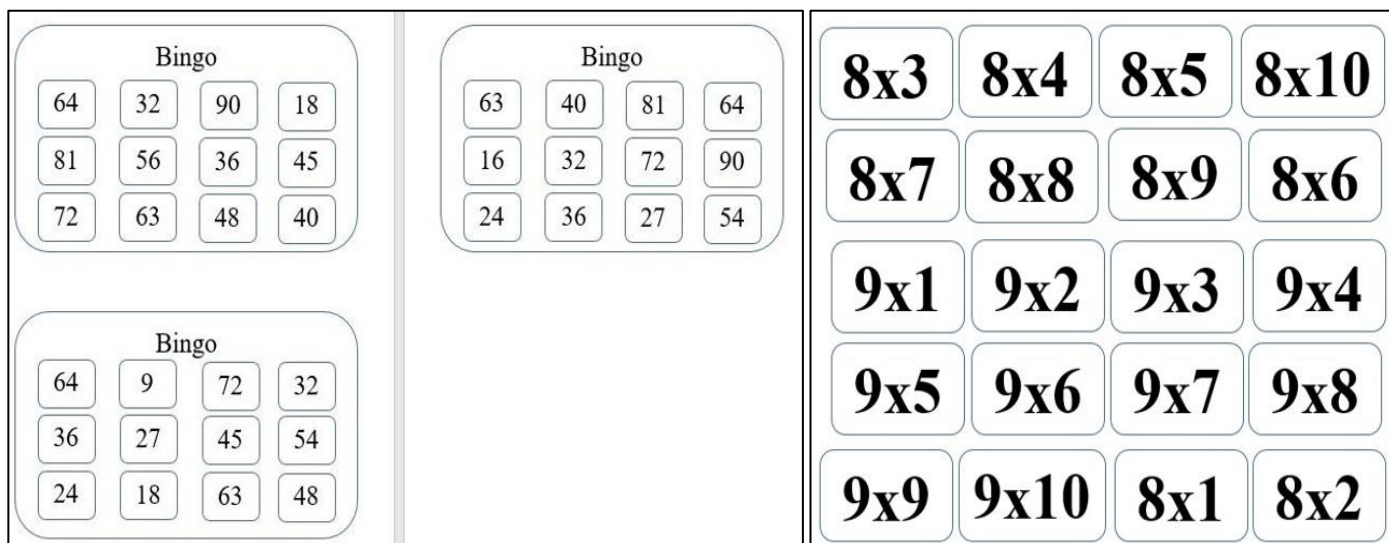 Bingo
64 32 90 18
81 56 36 45
72 63 48 40
Bingo
64 9 72 32
36 27 45 54
24 18 63 48
Bingo
63 40 81 64
16 32 72 90
24 36 27 54
8x3 8x4 8x5 8x10
8x7 8x8 8x9 8x6
9x1 9x2 9x3 9x4
9x5 9x6 9x7 9x8
9x9 9x10 8x1 8x2